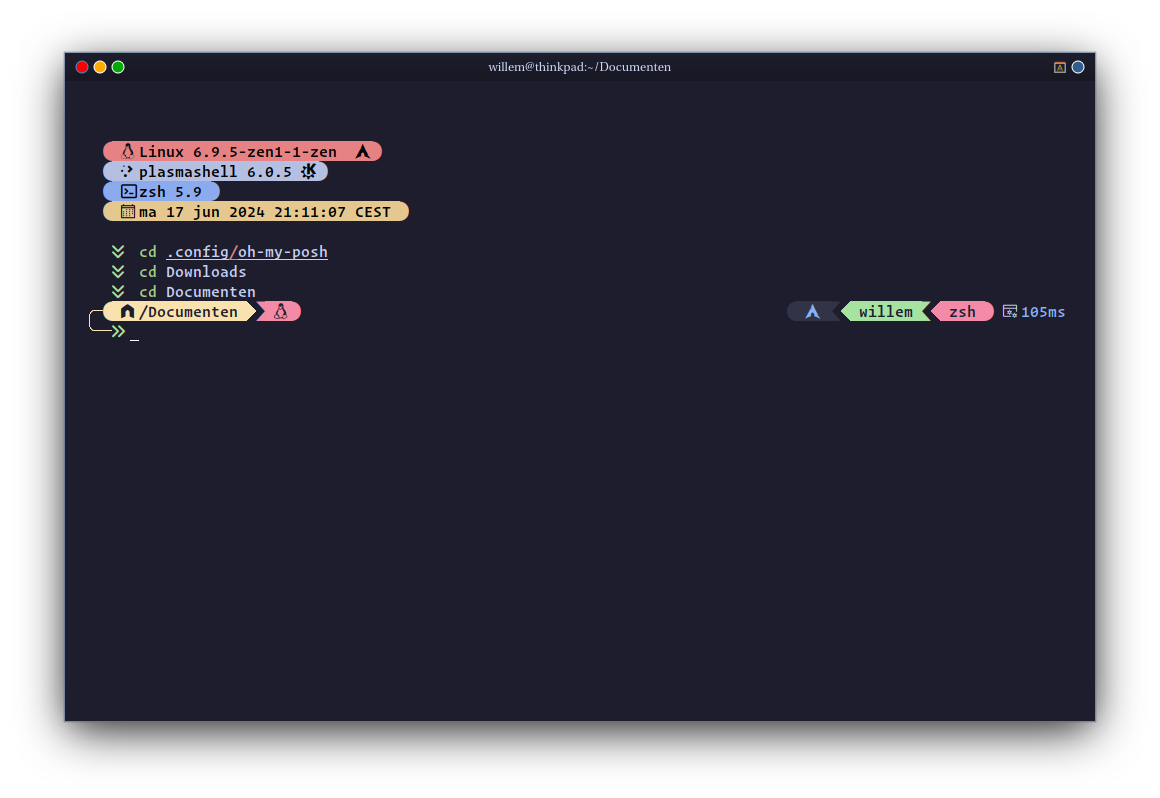 willem@thinkpad:~/Documenten
Linux 6.9.5-zen1-1-zen
plasmashell 6.0.5
zsh 5.9
ma 17 jun 2024 21:11:07 CEST
cd .config/oh-my-posh
cd Downloads
cd Documenten
/Documenten willem zsh 105ms